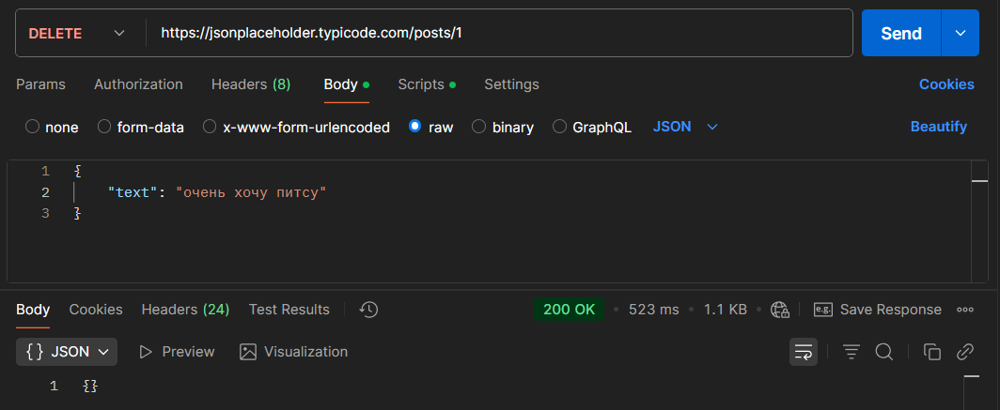 DELETE https://jsonplaceholder.typicode.com/posts/1 Send
Params Authorization Headers (8) Body Scripts Settings Cookies
none form-data x-www-form-urlencoded raw binary GraphQL JSON Beautify
1 {
2 "text": "очень хочу питсу"
3 }
Body Cookies Headers (24) Test Results 200 OK 523 ms 1.1 KB e.g. Save Response
{} JSON Preview Visualization
1 {}